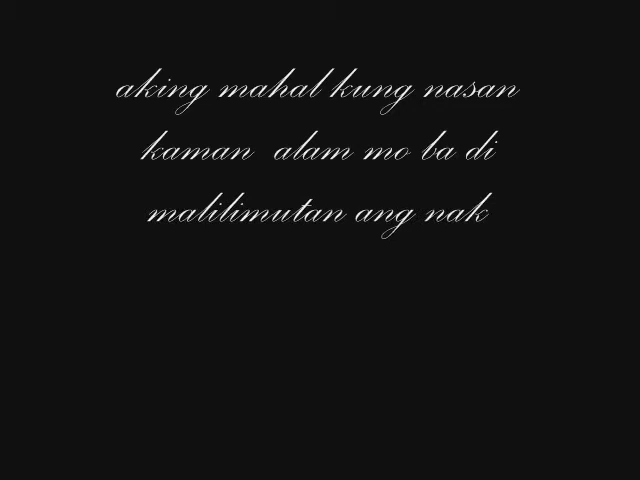 aking mahal kung nasan
kaman alam mo ba di
malilimutan ang nak